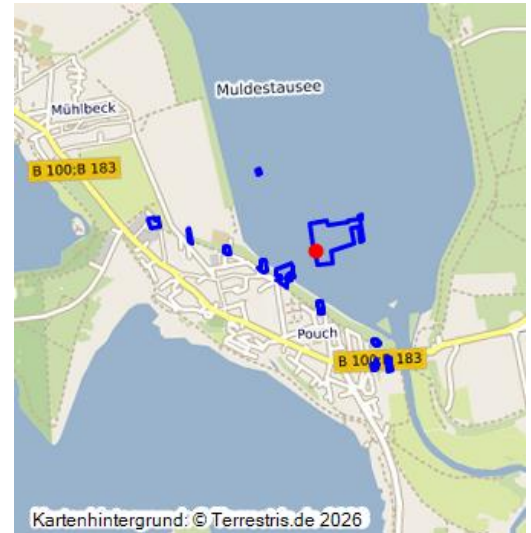 Muldestausee
Mühlbeck
B 100;B 183
Pouch
B 100;B 183
Kartenhintergrund: © Terrestris.de 2026